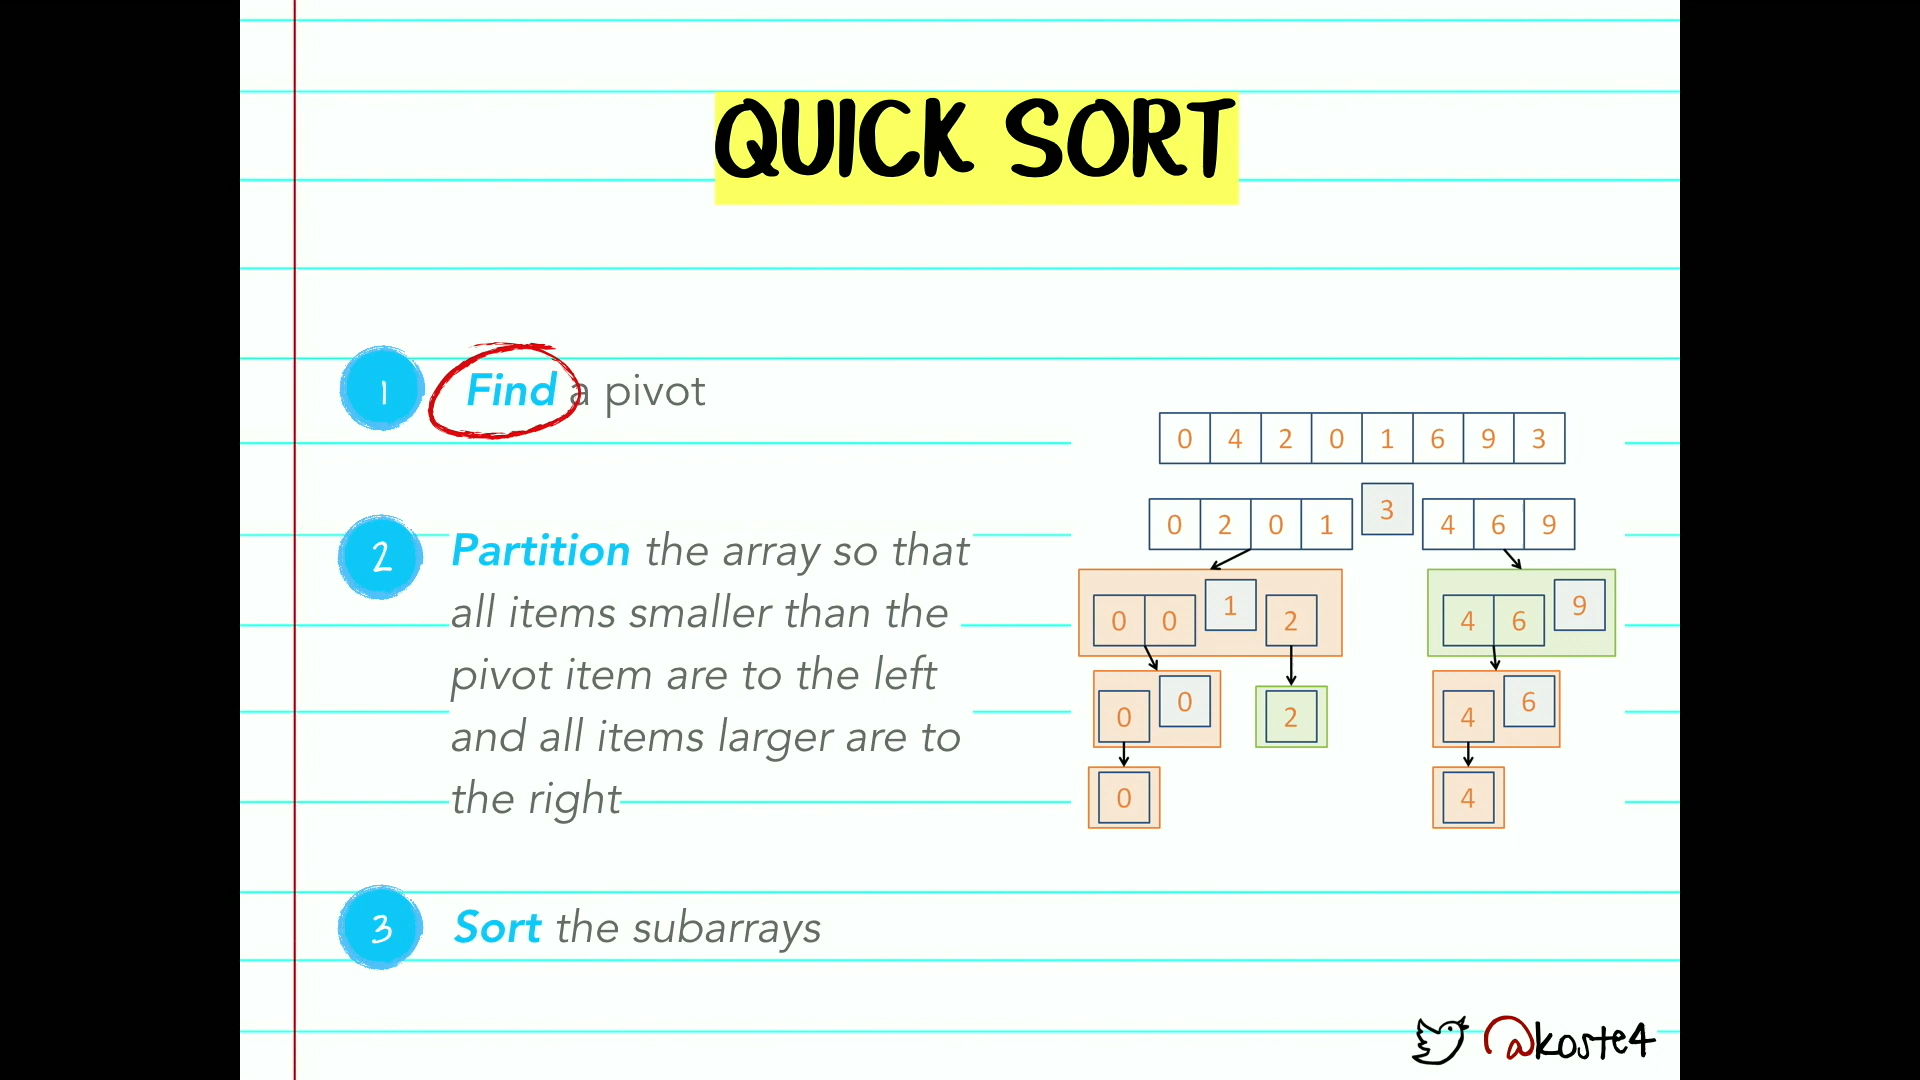 QUICK SORT
1 Find a pivot
2 Partition the array so that
all items smaller than the
pivot item are to the left
and all items larger are to
the right
3 Sort the subarrays
0 4 2 0 1 6 9 3
0 2 0 1 3 4 6 9
0 0 1 2 4 6 9
0 0 2 4 6
0 4
@koste4